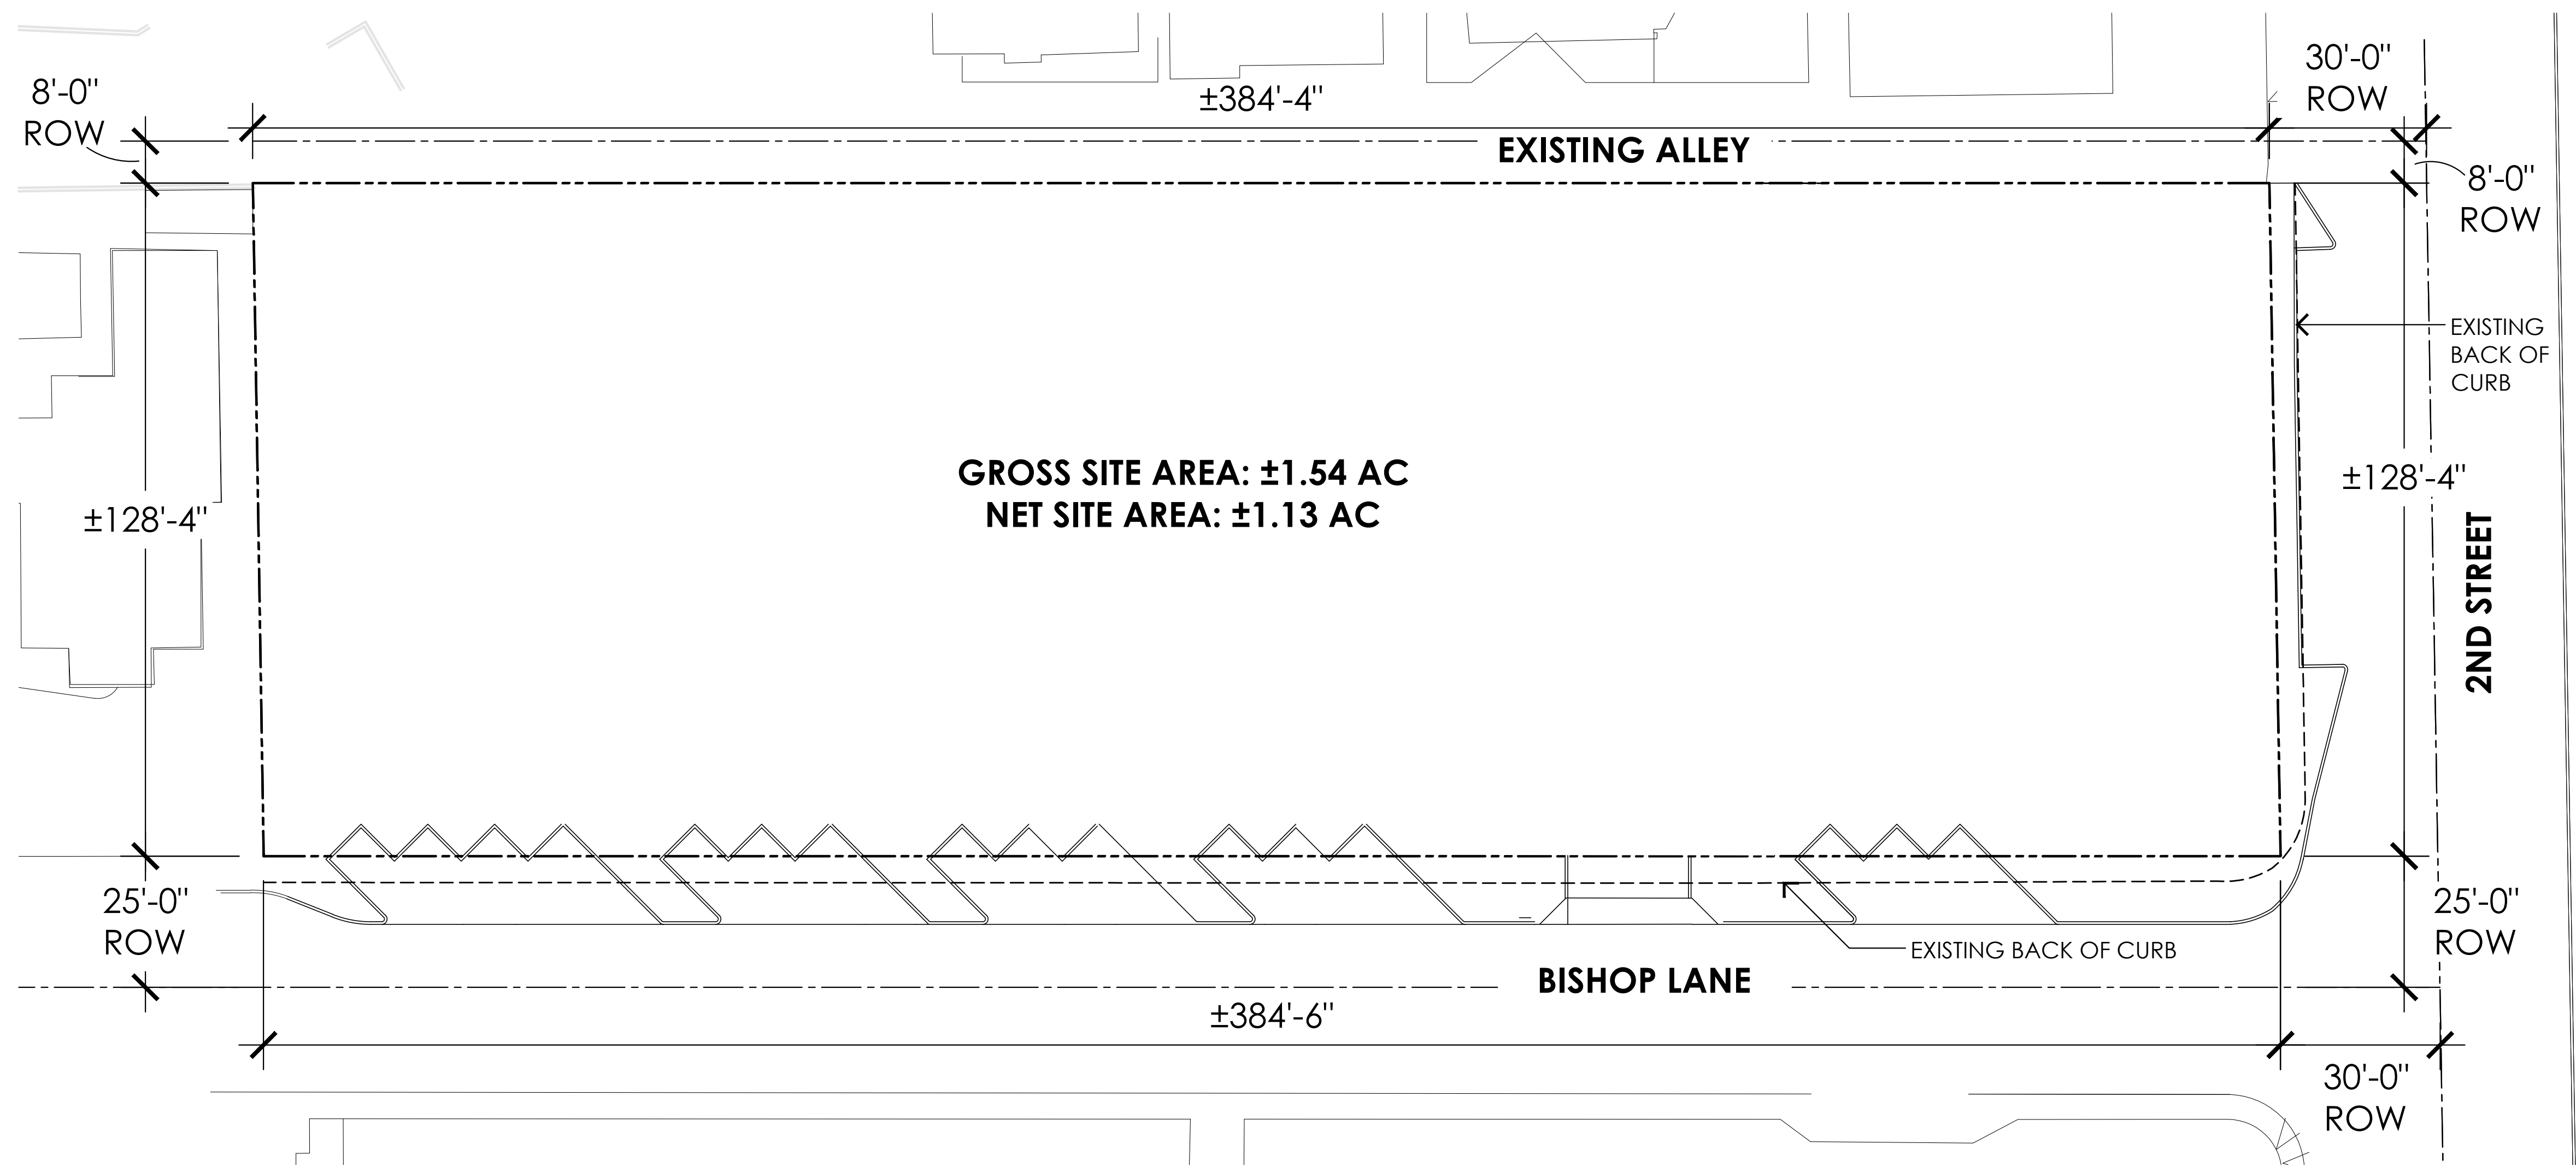 8'-0"
ROW
±384'-4"
30'-0"
ROW
EXISTING ALLEY
8'-0"
ROW
EXISTING
BACK OF
CURB
GROSS SITE AREA: ±1.54 AC
NET SITE AREA: ±1.13 AC
±128'-4"
±128'-4"
2ND STREET
25'-0"
ROW
25'-0"
ROW
EXISTING BACK OF CURB
BISHOP LANE
±384'-6"
30'-0"
ROW